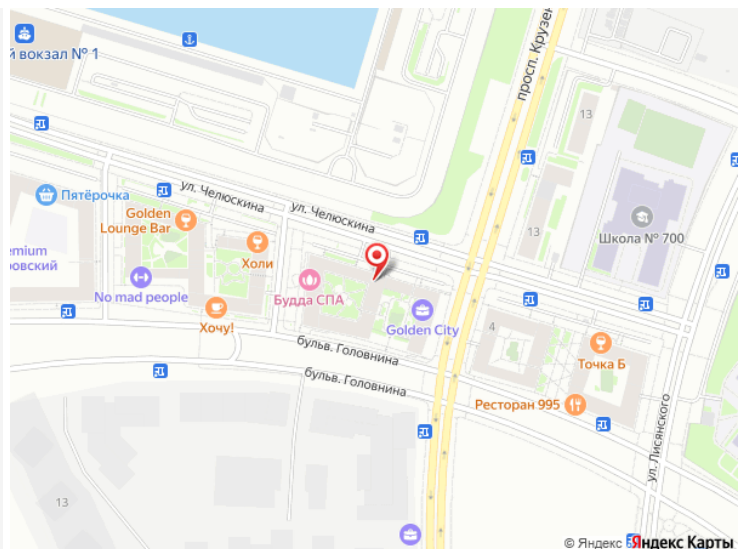 й вокзал № 1
просп. Крузен
13
ул. Челюскина
ул. Челюскина
Пятёрочка
Golden
Lounge Bar
Холи
13
Школа № 700
emium
ровский
No mad people
Будда СПА
Хочу!
Golden City
4
бульв. Головнина
Точка Б
бульв. Головнина
Ресторан 995
ул. Лисянского
13
© Яндекс Яндекс Карты